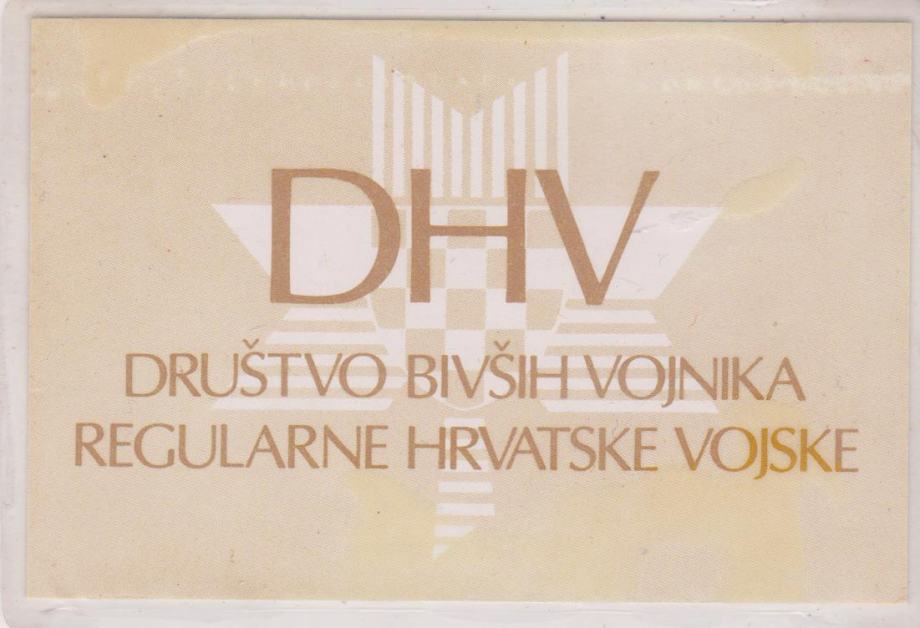 DHV
DRUŠTVO BIVŠIH VOJNIKA
REGULARNE HRVATSKE VOJSKE